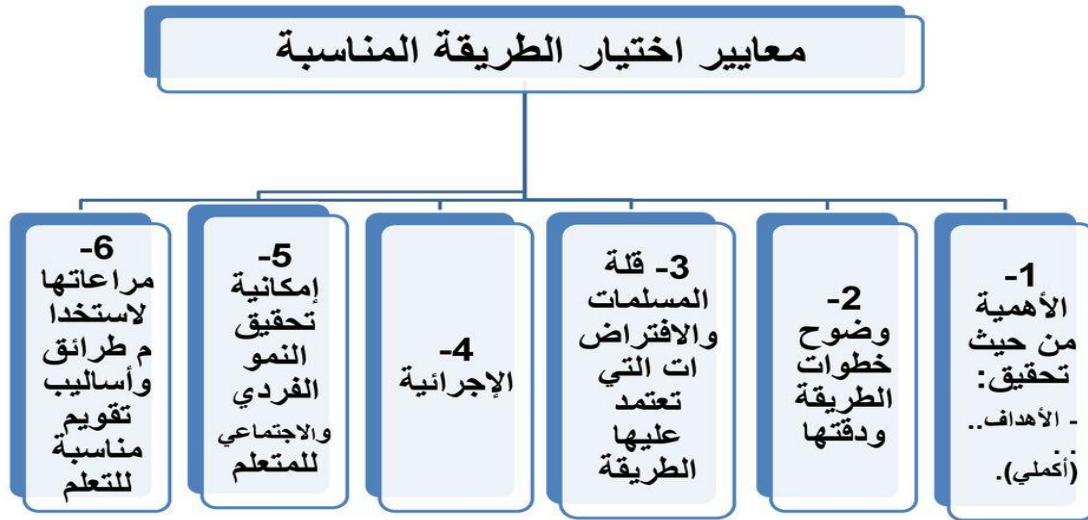 معايير اختيار الطريقة المناسبة
1-
الأهمية
من حيث
تحقيق:
- الأهداف..
..
(أكملي).
2-
وضوح
خطوات
الطريقة
ودقتها
3- قلة
المسلمات
والافتراض
ات التي
تعتمد
عليها
الطريقة
4-
الإجرائية
5-
إمكانية
تحقيق
النمو
الفردي
والاجتماعي
للمتعلم
6-
مراعاتها
لاستخدا
م طرائق
وأساليب
تقويم
مناسبة
للتعلم